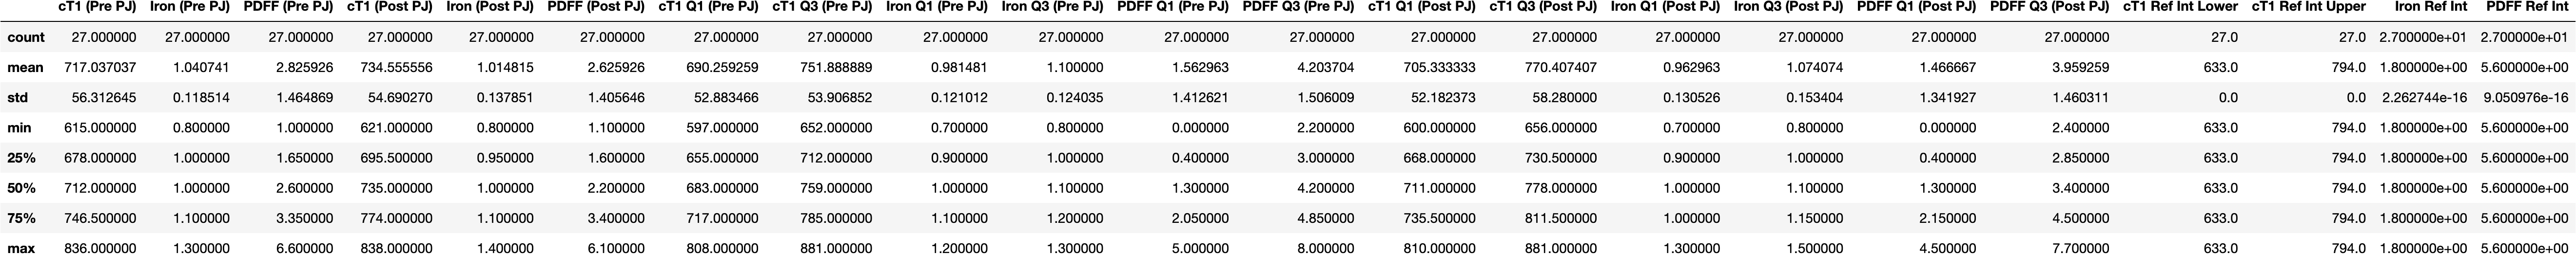 cT1 (Pre PJ) Iron (Pre PJ) PDFF (Pre PJ) cT1 (Post PJ) Iron (Post PJ) PDFF (Post PJ) cT1 Q1 (Pre PJ) cT1 Q3 (Pre PJ) Iron Q1 (Pre PJ) Iron Q3 (Pre PJ) PDFF Q1 (Pre PJ) PDFF Q3 (Pre PJ) cT1 Q1 (Post PJ) cT1 Q3 (Post PJ) Iron Q1 (Post PJ) Iron Q3 (Post PJ) PDFF Q1 (Post PJ) PDFF Q3 (Post PJ) cT1 Ref Int Lower cT1 Ref Int Upper Iron Ref Int PDFF Ref Int
count 27.000000 27.000000 27.000000 27.000000 27.000000 27.000000 27.000000 27.000000 27.000000 27.000000 27.000000 27.000000 27.000000 27.000000 27.000000 27.000000 27.000000 27.000000 27.0 27.0 2.700000e+01 2.700000e+01
mean 717.037037 1.040741 2.825926 734.555556 1.014815 2.625926 690.259259 751.888889 0.981481 1.100000 1.562963 4.203704 705.333333 770.407407 0.962963 1.074074 1.466667 3.959259 633.0 794.0 1.800000e+00 5.600000e+00
std 56.312645 0.118514 1.464869 54.690270 0.137851 1.405646 52.883466 53.906852 0.121012 0.124035 1.412621 1.506009 52.182373 58.280000 0.130526 0.153404 1.341927 1.460311 0.0 0.0 2.262744e-16 9.050976e-16
min 615.000000 0.800000 1.000000 621.000000 0.800000 1.100000 597.000000 652.000000 0.700000 0.800000 0.000000 2.200000 600.000000 656.000000 0.700000 0.800000 0.000000 2.400000 633.0 794.0 1.800000e+00 5.600000e+00
25% 678.000000 1.000000 1.650000 695.500000 0.950000 1.600000 655.000000 712.000000 0.900000 1.000000 0.400000 3.000000 668.000000 730.500000 0.900000 1.000000 0.400000 2.850000 633.0 794.0 1.800000e+00 5.600000e+00
50% 712.000000 1.000000 2.600000 735.000000 1.000000 2.200000 683.000000 759.000000 1.000000 1.100000 1.300000 4.200000 711.000000 778.000000 1.000000 1.100000 1.300000 3.400000 633.0 794.0 1.800000e+00 5.600000e+00
75% 746.500000 1.100000 3.350000 774.000000 1.100000 3.400000 717.000000 785.000000 1.100000 1.200000 2.050000 4.850000 735.500000 811.500000 1.000000 1.150000 2.150000 4.500000 633.0 794.0 1.800000e+00 5.600000e+00
max 836.000000 1.300000 6.600000 838.000000 1.400000 6.100000 808.000000 881.000000 1.200000 1.300000 5.000000 8.000000 810.000000 881.000000 1.300000 1.500000 4.500000 7.700000 633.0 794.0 1.800000e+00 5.600000e+00